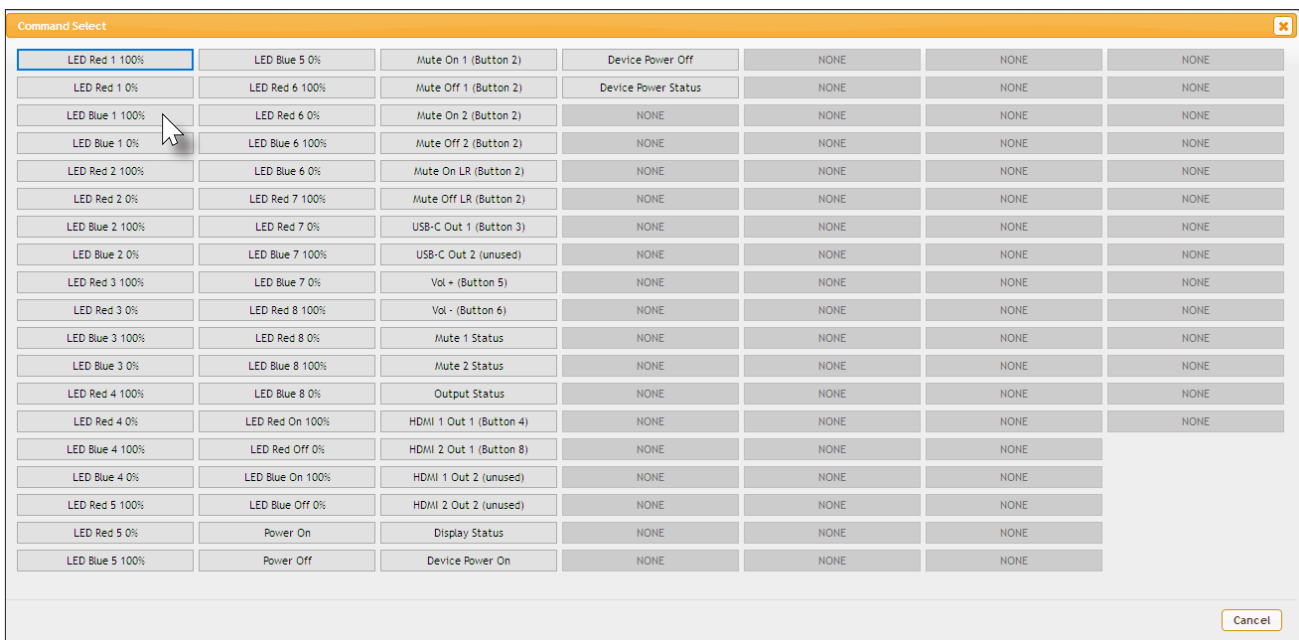 Command Select
LED Red 1 100% LED Blue 5 0% Mute On 1 (Button 2) Device Power Off NONE NONE NONE
LED Red 1 0% LED Red 6 100% Mute Off 1 (Button 2) Device Power Status NONE NONE NONE
LED Blue 1 100% LED Red 6 0% Mute On 2 (Button 2) NONE NONE NONE NONE
LED Blue 1 0% LED Blue 6 100% Mute Off 2 (Button 2) NONE NONE NONE NONE
LED Red 2 100% LED Blue 6 0% Mute On LR (Button 2) NONE NONE NONE NONE
LED Red 2 0% LED Red 7 100% Mute Off LR (Button 2) NONE NONE NONE NONE
LED Blue 2 100% LED Red 7 0% USB-C Out 1 (Button 3) NONE NONE NONE NONE
LED Blue 2 0% LED Blue 7 100% USB-C Out 2 (unused) NONE NONE NONE NONE
LED Red 3 100% LED Blue 7 0% Vol + (Button 5) NONE NONE NONE NONE
LED Red 3 0% LED Red 8 100% Vol - (Button 6) NONE NONE NONE NONE
LED Blue 3 100% LED Red 8 0% Mute 1 Status NONE NONE NONE NONE
LED Blue 3 0% LED Blue 8 100% Mute 2 Status NONE NONE NONE NONE
LED Red 4 100% LED Blue 8 0% Output Status NONE NONE NONE NONE
LED Red 4 0% LED Red On 100% HDMI 1 Out 1 (Button 4) NONE NONE NONE NONE
LED Blue 4 100% LED Red Off 0% HDMI 2 Out 1 (Button 8) NONE NONE NONE
LED Blue 4 0% LED Blue On 100% HDMI 1 Out 2 (unused) NONE NONE NONE
LED Red 5 100% LED Blue Off 0% HDMI 2 Out 2 (unused) NONE NONE NONE
LED Red 5 0% Power On Display Status NONE NONE NONE
LED Blue 5 100% Power Off Device Power On NONE NONE NONE
Cancel